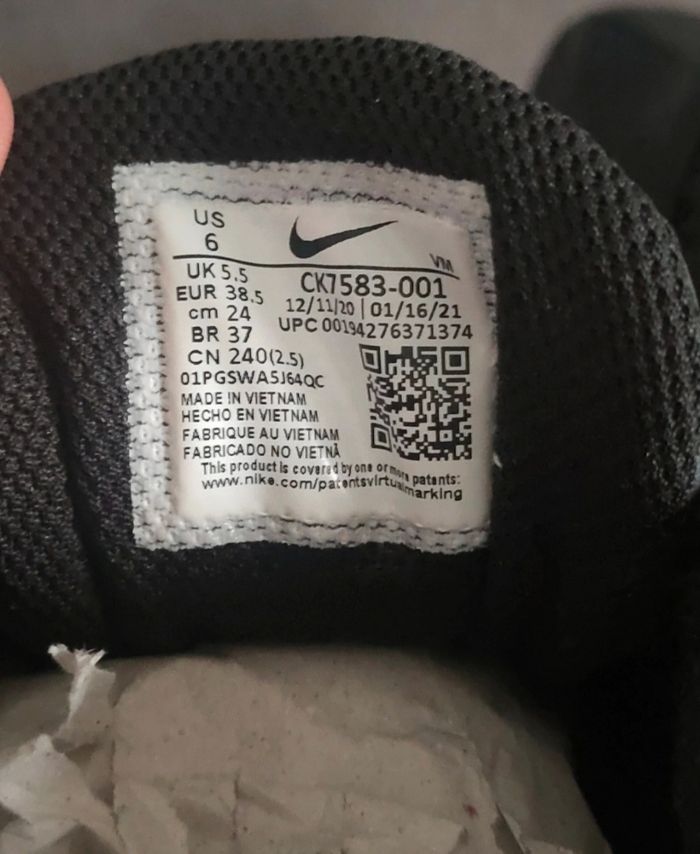 US
6
VM
UK 5.5
EUR 38.5
cm 24
BR 37
CN 240(2.5)
CK7583-001
12/11/20 | 01/16/21
UPC 00194276371374
01PGSWA5J64QC
MADE IN VIETNAM
HECHO EN VIETNAM
FABRIQUE AU VIETNAM
FABRICADO NO VIETNÃ
This product is covered by one or more patents:
www.nike.com/patentsvirtualmarking